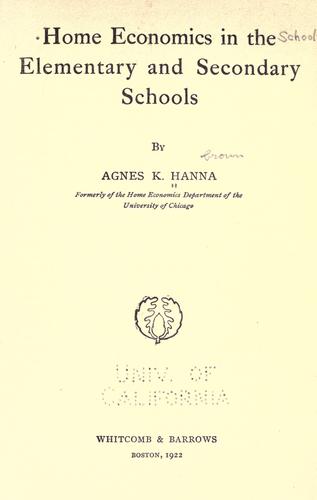 Home Economics in the School
Elementary and Secondary
Schools
By
brown
AGNES K. HANNA
Formerly of the Home Economics Department of the
University of Chicago
UNIV. OF
CALIFORNIA
WHITCOMB & BARROWS
BOSTON, 1922